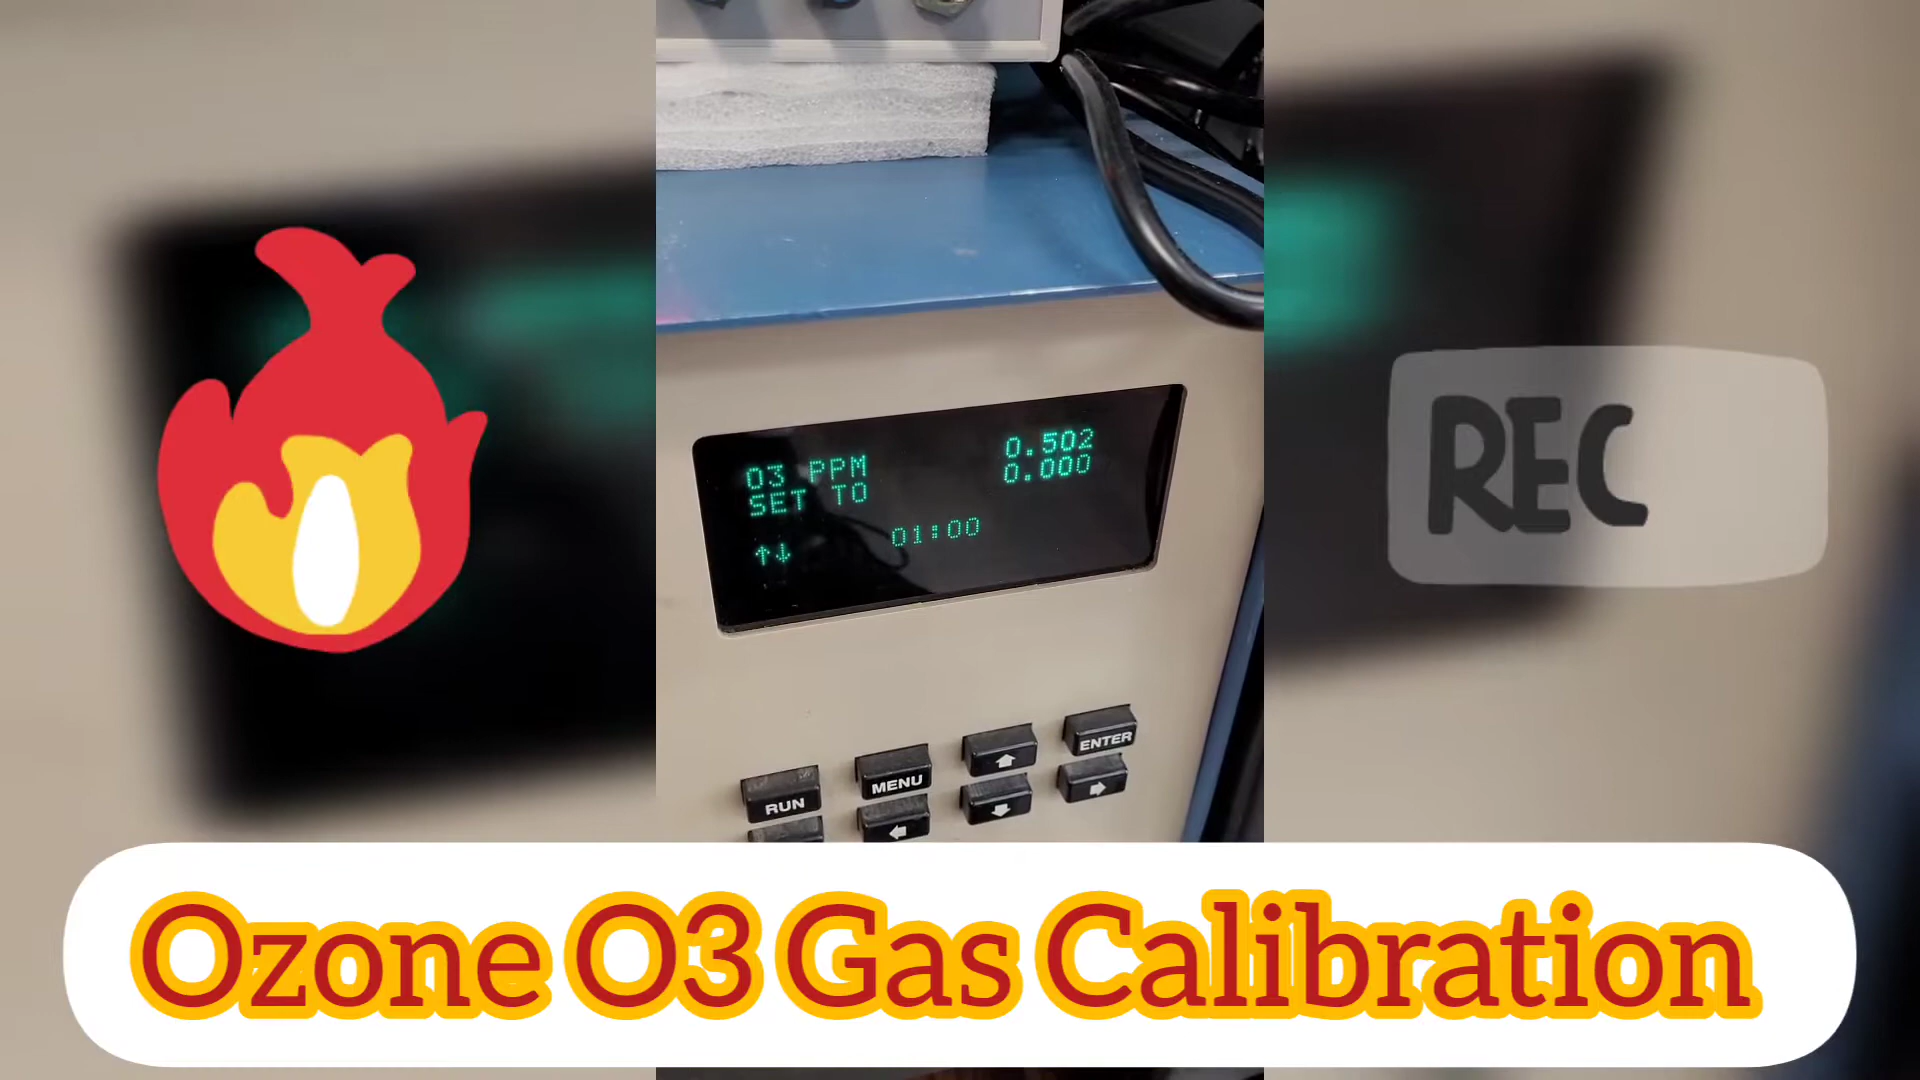 O3 PPM 0.502
SET TO 0.000
↑↓ 01:00
RUN MENU ENTER
REC
Ozone O3 Gas Calibration